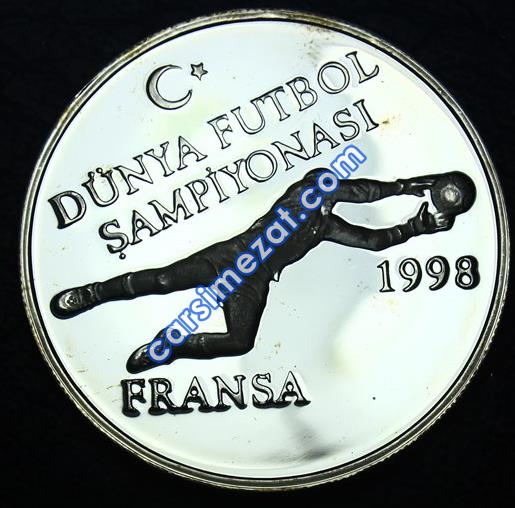 DÜNYA FUTBOL
ŞAMPİYONASI
1998
FRANSA
carsimezat.com